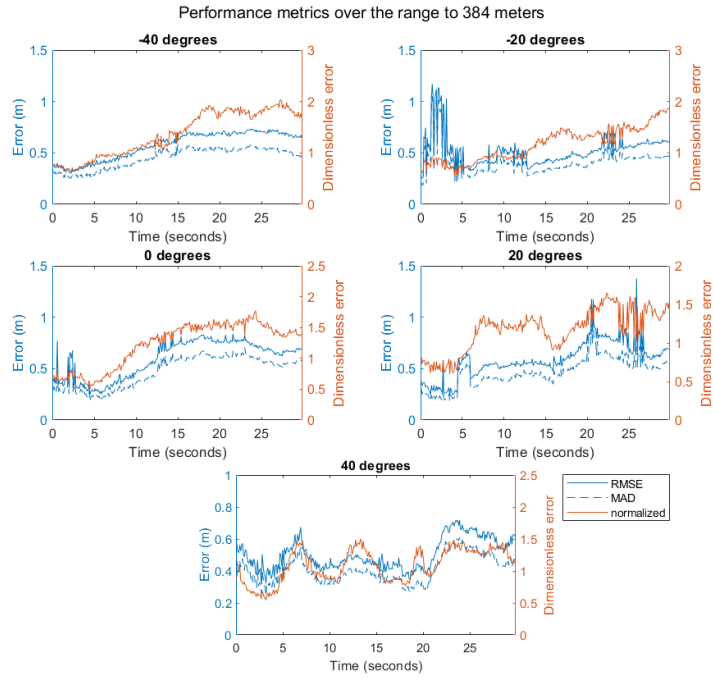 Performance metrics over the range to 384 meters
-40 degrees
-20 degrees
1.5
1
0.5
0
Error (m)
3
2
1
0
Dimensionless error
0 5 10 15 20 25
Time (seconds)
1.5
1
0.5
0
Error (m)
3
2
1
0
Dimensionless error
0 5 10 15 20 25
Time (seconds)
0 degrees
20 degrees
1.5
1
0.5
0
Error (m)
2.5
2
1.5
1
0.5
0
Dimensionless error
0 5 10 15 20 25
Time (seconds)
1.5
1
0.5
0
Error (m)
2
1.5
1
0.5
0
Dimensionless error
0 5 10 15 20 25
Time (seconds)
40 degrees
1
0.8
0.6
0.4
0.2
0
Error (m)
2.5
2
1.5
1
0.5
0
Dimensionless error
0 5 10 15 20 25
Time (seconds)
RMSE
MAD
normalized